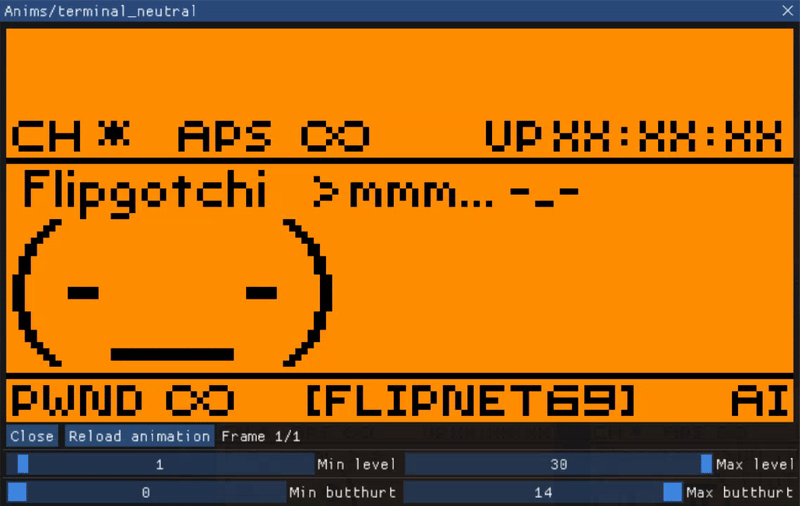 Anims/terminal_neutral
CH * APS ∞ UP XX:XX:XX
Flipgotchi >mmm... -_-
(- _ -)
PWND ∞ [FLIPNET69] AI
Close Reload animation Frame 1/1
1 Min level 30 Max level
0 Min butthurt 14 Max butthurt